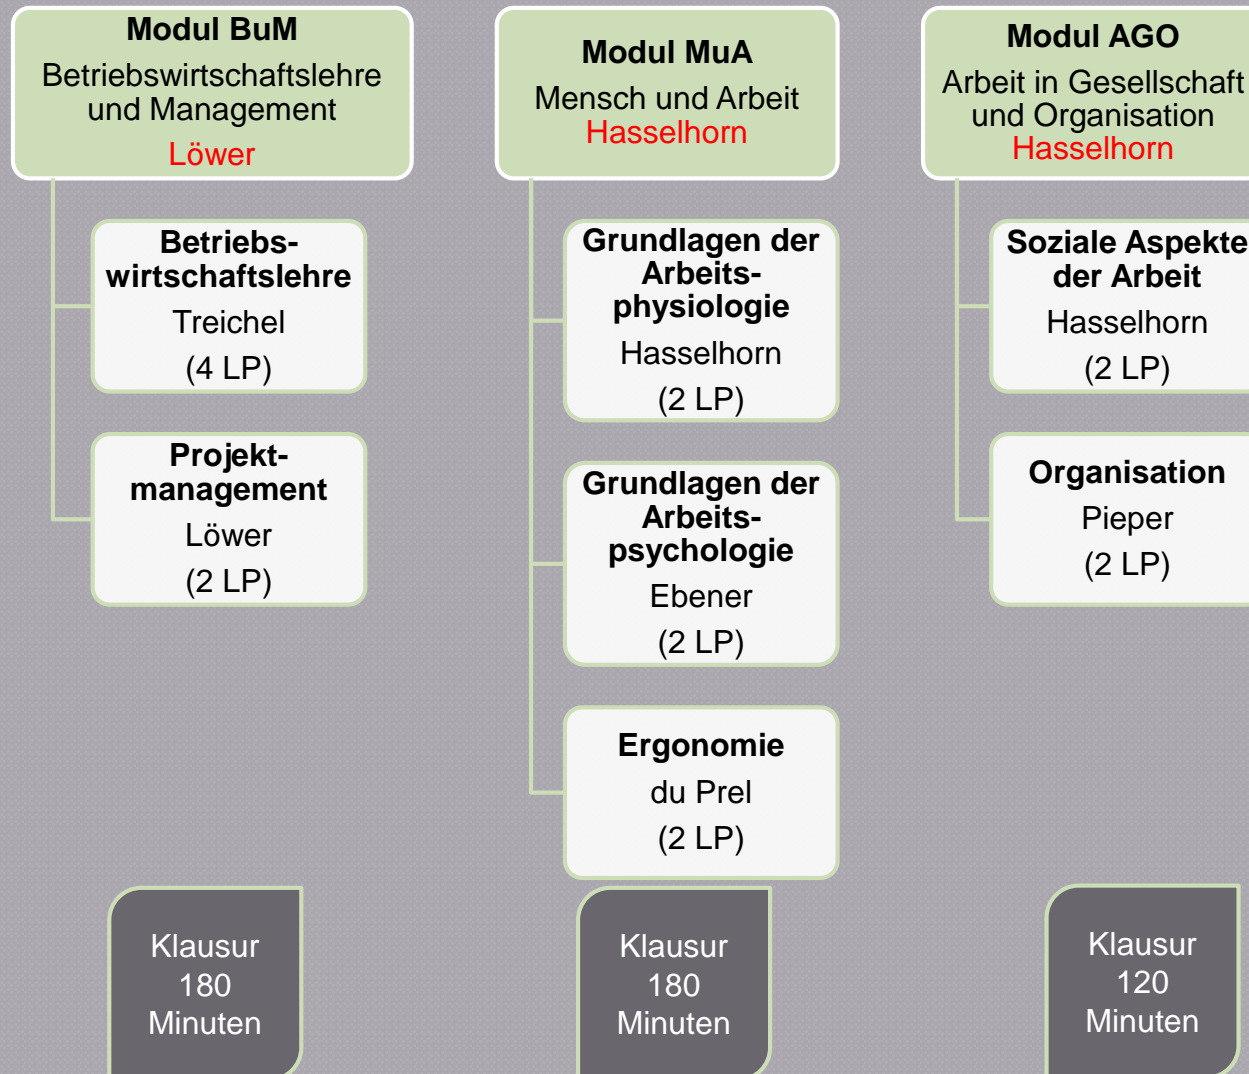 Modul BuM
Betriebswirtschaftslehre
und Management
Löwer
Betriebs-
wirtschaftslehre
Treichel
(4 LP)
Projekt-
management
Löwer
(2 LP)
Klausur
180
Minuten
Modul MuA
Mensch und Arbeit
Hasselhorn
Grundlagen der
Arbeits-
physiologie
Hasselhorn
(2 LP)
Grundlagen der
Arbeits-
psychologie
Ebener
(2 LP)
Ergonomie
du Prel
(2 LP)
Klausur
180
Minuten
Modul AGO
Arbeit in Gesellschaft
und Organisation
Hasselhorn
Soziale Aspekte
der Arbeit
Hasselhorn
(2 LP)
Organisation
Pieper
(2 LP)
Klausur
120
Minuten